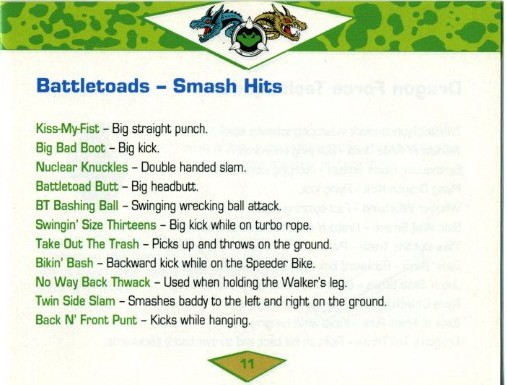 Battletoads – Smash Hits
Kiss-My-Fist – Big straight punch.
Big Bad Boot – Big kick.
Nuclear Knuckles – Double handed slam.
Battletoad Butt – Big headbutt.
BT Bashing Ball – Swinging wrecking ball attack.
Swingin' Size Thirteens – Big kick while on turbo rope.
Take Out The Trash – Picks up and throws on the ground.
Bikin' Bash – Backward kick while on the Speeder Bike.
No Way Back Thwack – Used when holding the Walker's leg.
Twin Side Slam – Smashes baddy to the left and right on the ground.
Back N' Front Punt – Kicks while hanging.
11